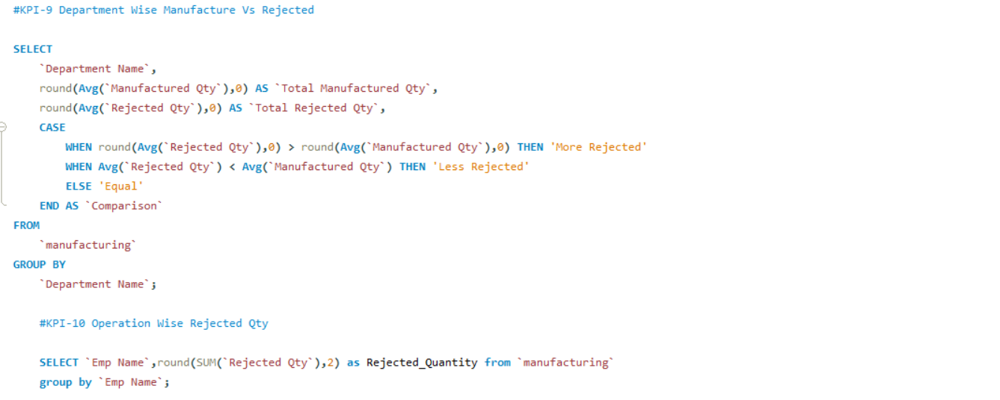 #KPI-9 Department Wise Manufacture Vs Rejected
SELECT
`Department Name`,
round(Avg(`Manufactured Qty`),0) AS `Total Manufactured Qty`,
round(Avg(`Rejected Qty`),0) AS `Total Rejected Qty`,
CASE
WHEN round(Avg(`Rejected Qty`),0) > round(Avg(`Manufactured Qty`),0) THEN 'More Rejected'
WHEN Avg(`Rejected Qty`) < Avg(`Manufactured Qty`) THEN 'Less Rejected'
ELSE 'Equal'
END AS `Comparison`
FROM
`manufacturing`
GROUP BY
`Department Name`;
#KPI-10 Operation Wise Rejected Qty
SELECT `Emp Name`,round(SUM(`Rejected Qty`),2) as Rejected_Quantity from `manufacturing`
group by `Emp Name`;